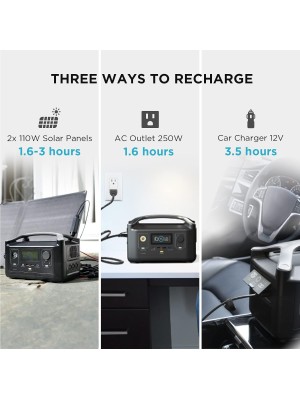 THREE WAYS TO RECHARGE
2x 110W Solar Panels
1.6-3 hours
AC Outlet 250W
1.6 hours
Car Charger 12V
3.5 hours